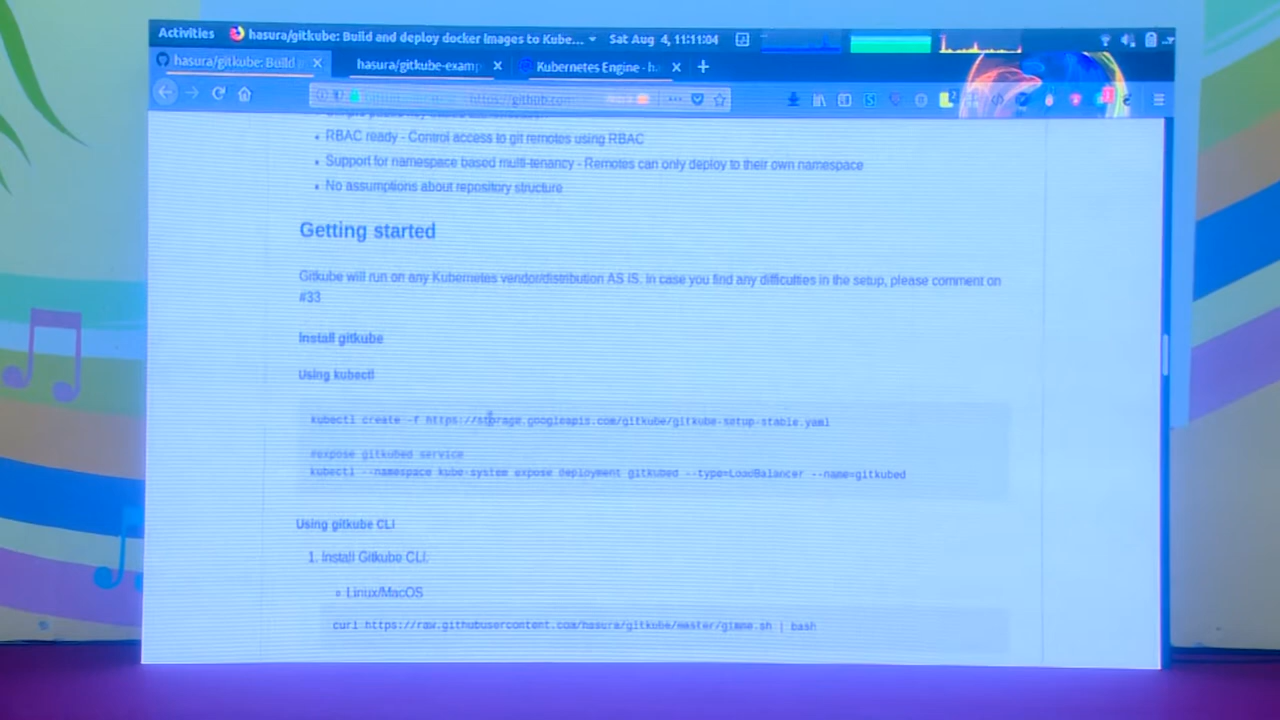 Activities
hasura/gitkube: Build and deploy docker images to Kube...
Sat Aug 4, 11:11:04
hasura/gitkube: Build
hasura/gitkube-examp
Kubernetes Engine - h
https://github.com
RBAC ready - Control access to git remotes using RBAC
Support for namespace based multi-tenancy - Remotes can only deploy to their own namespace
No assumptions about repository structure
Getting started
Gitkube will run on any Kubernetes vendor/distribution AS IS. In case you find any difficulties in the setup, please comment on
#33
Install gitkube
Using kubectl
kubectl create -f https://storage.googleapis.com/gitkube/gitkube-setup-stable.yaml
#expose gitkubed service
kubectl --namespace kube-system expose deployment gitkubed --type=LoadBalancer --name=gitkubed
Using gitkube CLI
1. Install Gitkube CLI:
Linux/MacOS
curl https://raw.githubusercontent.com/hasura/gitkube/master/gimme.sh | bash